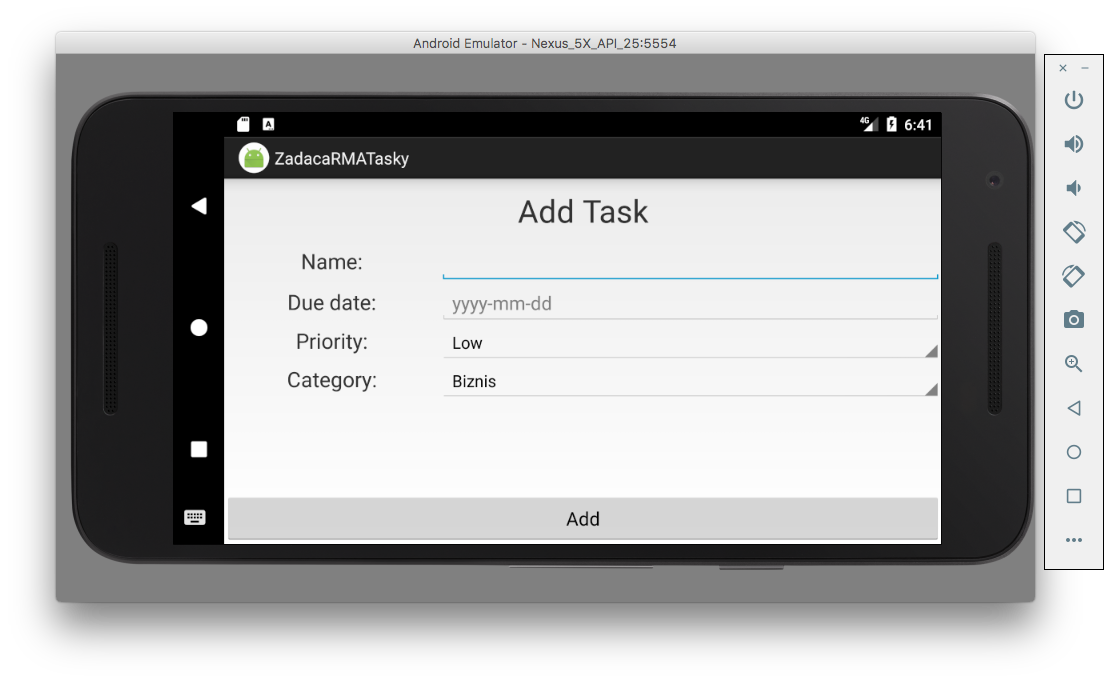 Android Emulator - Nexus_5X_API_25:5554
4G 6:41
ZadacaRMATasky
Add Task
Name:
Due date: yyyy-mm-dd
Priority: Low
Category: Biznis
Add